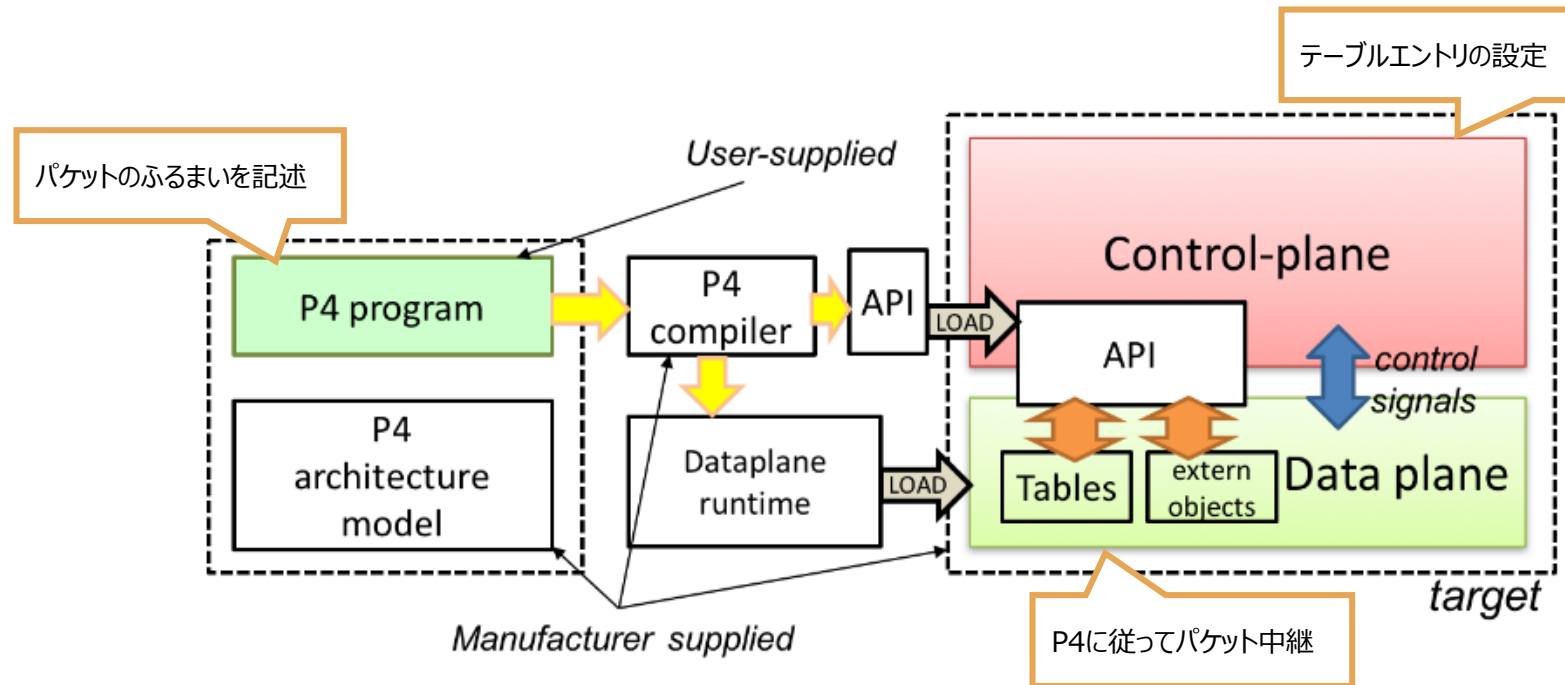 テーブルエントリの設定
パケットのふるまいを記述
User-supplied
P4 program
P4
compiler
API
LOAD
Control-plane
API
control
signals
P4
architecture
model
Dataplane
runtime
LOAD
Tables
extern
objects
Data plane
target
Manufacturer supplied
P4に従ってパケット中継